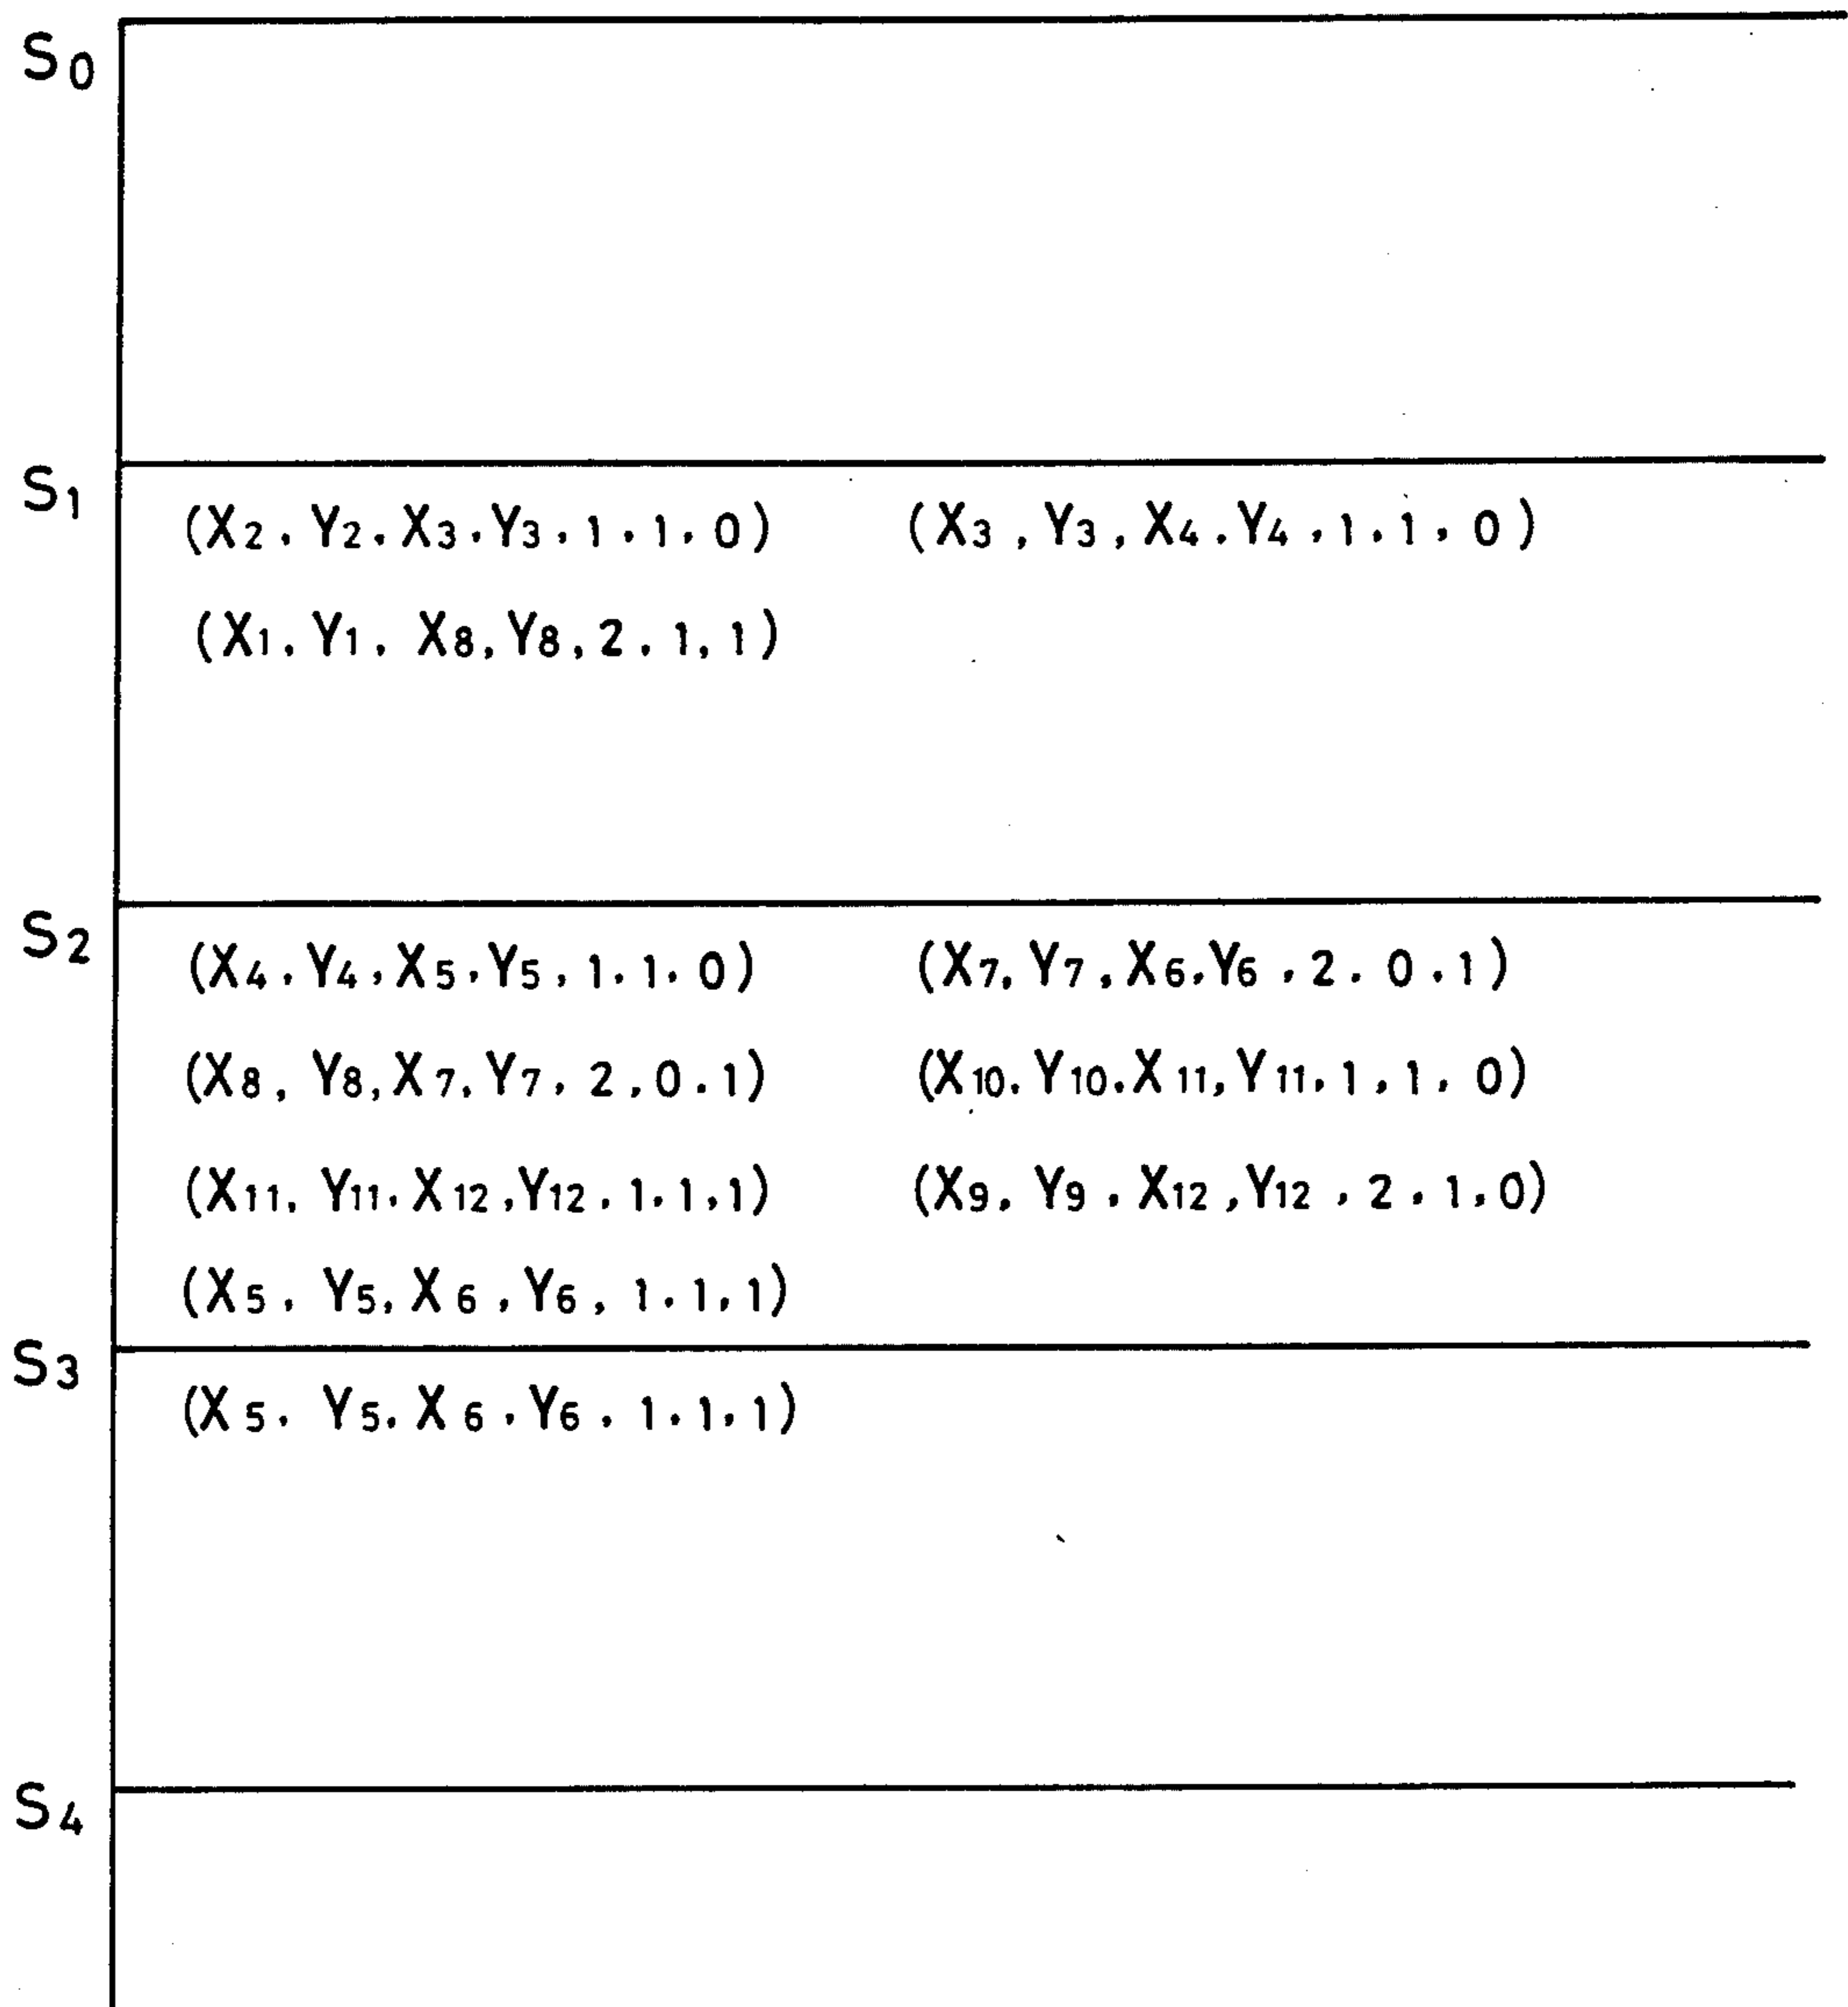 S0
S1
(X2, Y2, X3, Y3, 1, 1, 0) (X3, Y3, X4, Y4, 1, 1, 0)
(X1, Y1, X8, Y8, 2, 1, 1)
S2
(X4, Y4, X5, Y5, 1, 1, 0) (X7, Y7, X6, Y6, 2, 0, 1)
(X8, Y8, X7, Y7, 2, 0, 1) (X10, Y10, X11, Y11, 1, 1, 0)
(X11, Y11, X12, Y12, 1, 1, 1) (X9, Y9, X12, Y12, 2, 1, 0)
(X5, Y5, X6, Y6, 1, 1, 1)
S3
(X5, Y5, X6, Y6, 1, 1, 1)
S4